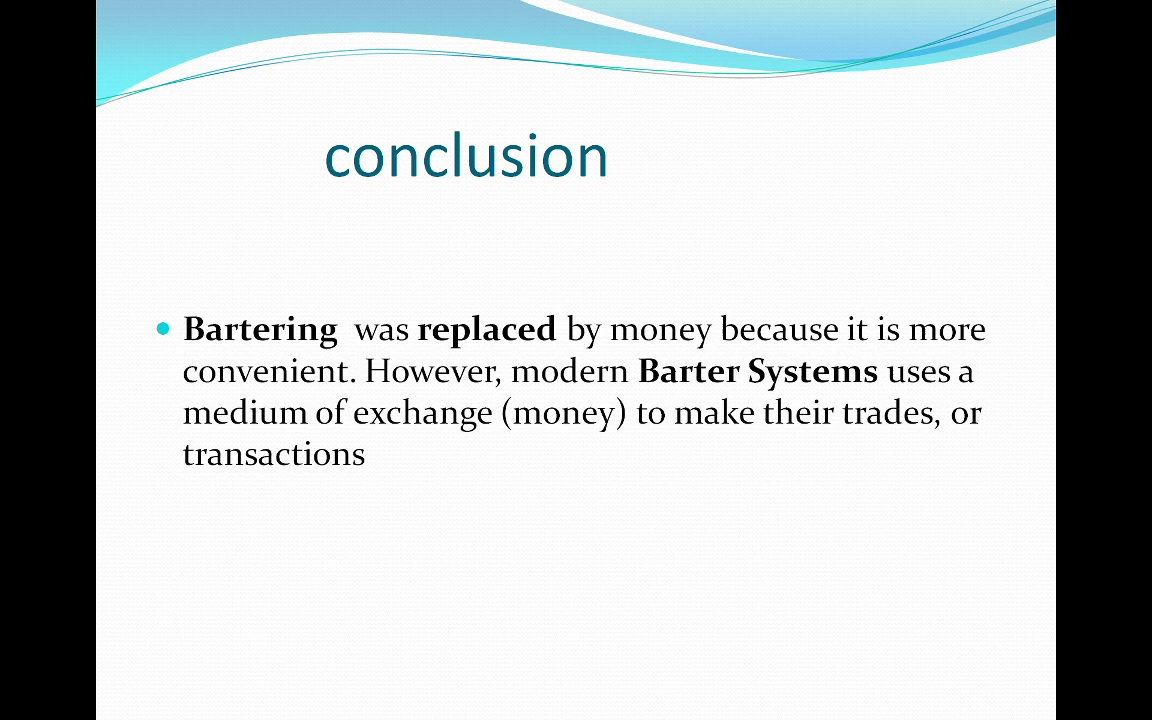 conclusion
Bartering was replaced by money because it is more
convenient. However, modern Barter Systems uses a
medium of exchange (money) to make their trades, or
transactions